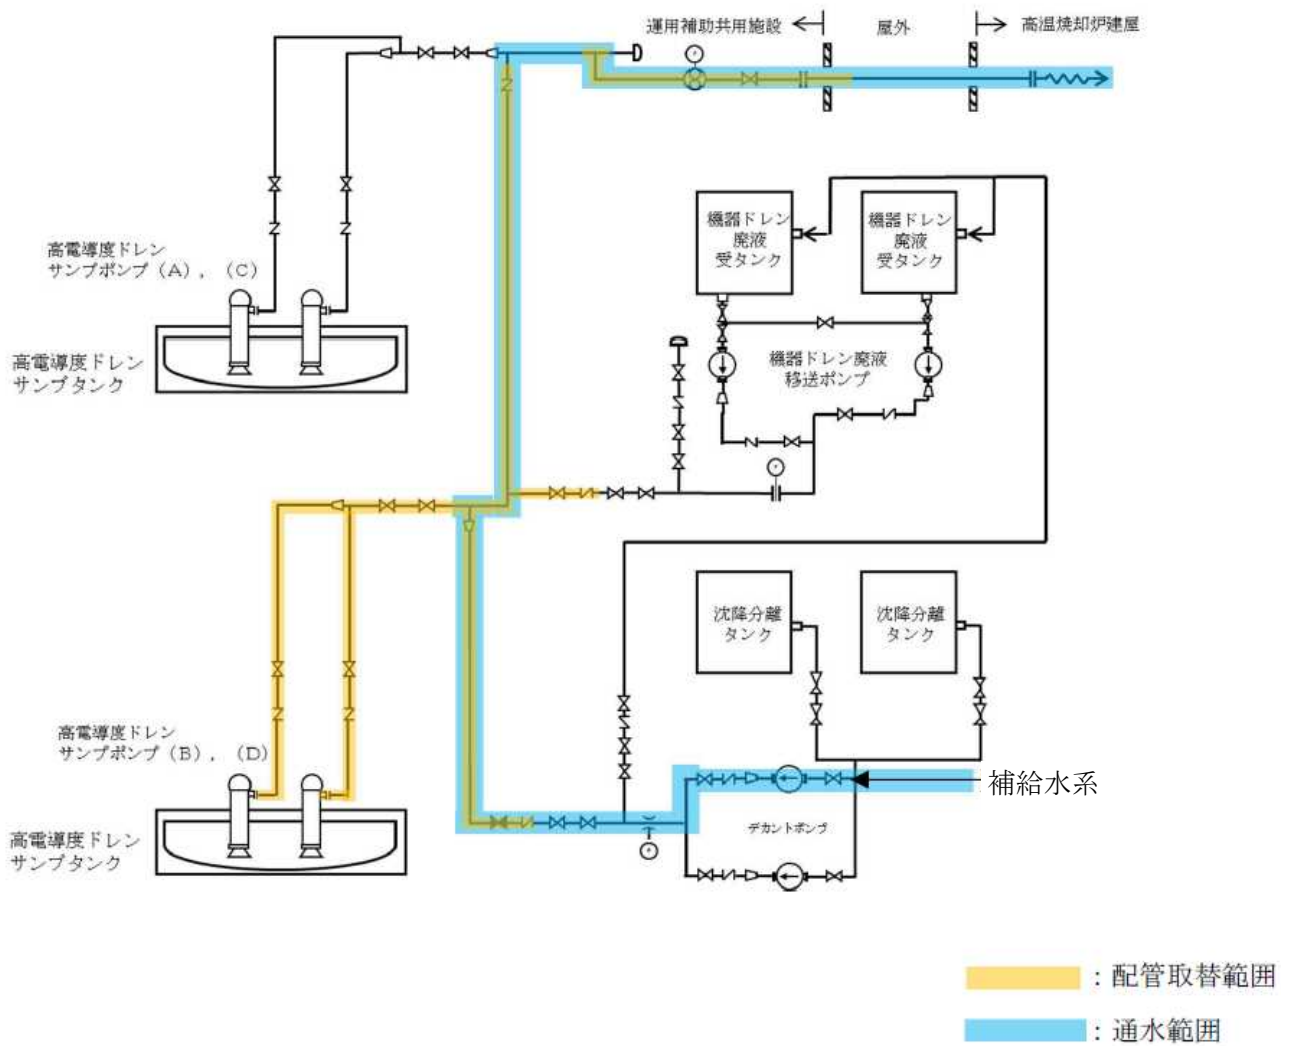 運用補助共用施設
屋外
高温焼却炉建屋
機器ドレン
廃液
受タンク
機器ドレン
廃液
受タンク
高電導度ドレン
サンプポンプ（A），（C）
高電導度ドレン
サンプタンク
機器ドレン廃液
移送ポンプ
沈降分離
タンク
沈降分離
タンク
高電導度ドレン
サンプポンプ（B），（D）
補給水系
デカントポンプ
高電導度ドレン
サンプタンク
：配管取替範囲
：通水範囲